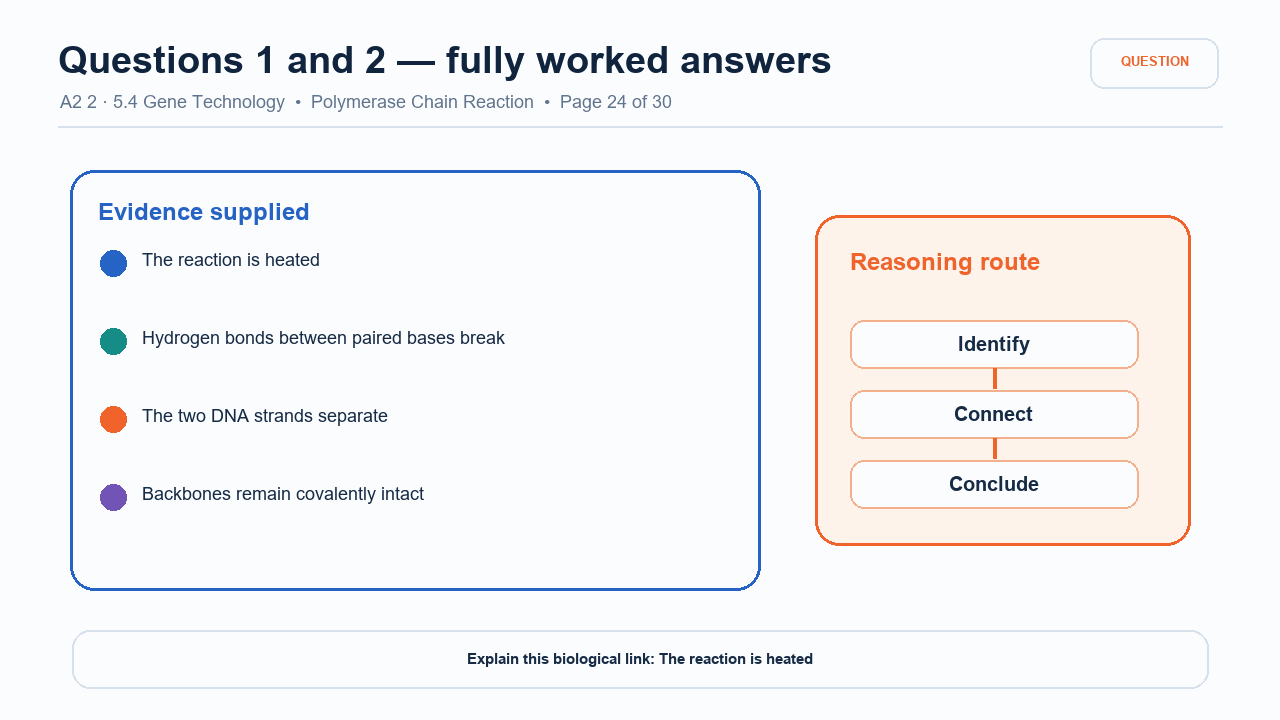 Questions 1 and 2 — fully worked answers
QUESTION
A2 2 · 5.4 Gene Technology • Polymerase Chain Reaction • Page 24 of 30
Evidence supplied
The reaction is heated
Hydrogen bonds between paired bases break
The two DNA strands separate
Backbones remain covalently intact
Reasoning route
Identify
Connect
Conclude
Explain this biological link: The reaction is heated